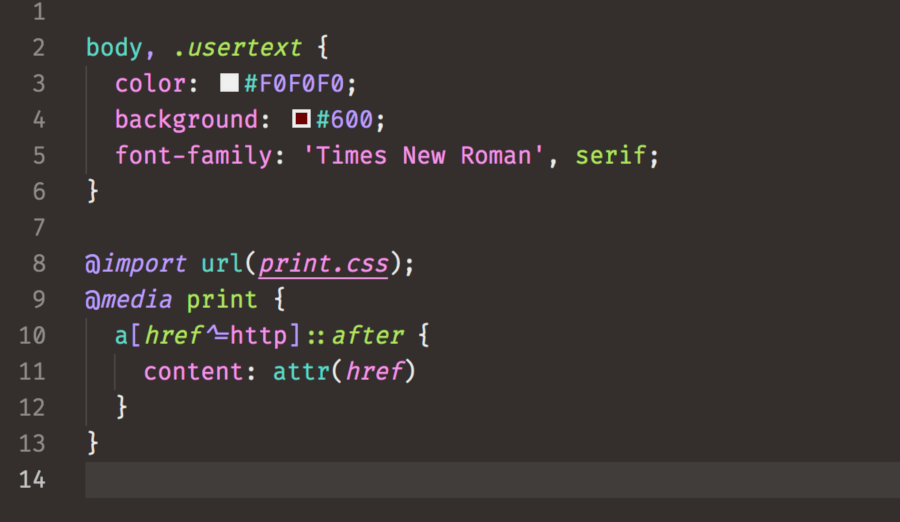 1
2 body, .usertext {
3   color: #F0F0F0;
4   background: #600;
5   font-family: 'Times New Roman', serif;
6 }
7
8 @import url(print.css);
9 @media print {
10   a[href^=http]::after {
11     content: attr(href)
12   }
13 }
14